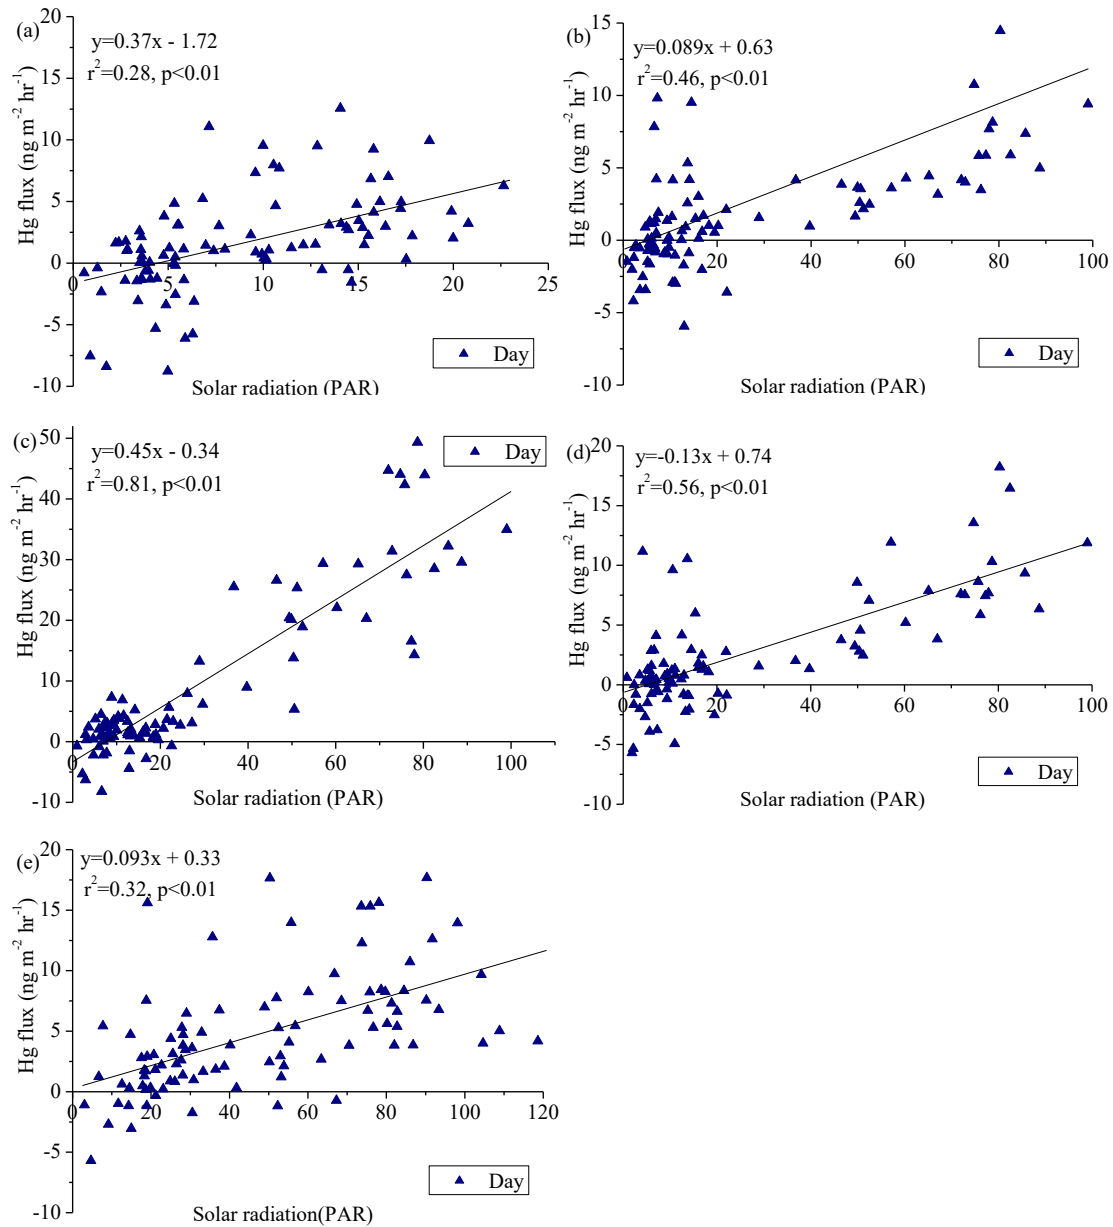 (a)
y=0.37x - 1.72
r²=0.28, p<0.01
Hg flux (ng m⁻² hr⁻¹)
20
15
10
5
0
-5
-10
0 5 10 15 20 25
Day
Solar radiation (PAR)
(b)
y=0.089x + 0.63
r²=0.46, p<0.01
Hg flux (ng m⁻² hr⁻¹)
15
10
5
0
-5
-10
0 20 40 60 80 100
Day
Solar radiation (PAR)
(c)
y=0.45x - 0.34
r²=0.81, p<0.01
Day
Hg flux (ng m⁻² hr⁻¹)
50
40
30
20
10
0
-10
0 20 40 60 80 100
Solar radiation (PAR)
(d)
y=-0.13x + 0.74
r²=0.56, p<0.01
Hg flux (ng m⁻² hr⁻¹)
20
15
10
5
0
-5
-10
0 20 40 60 80 100
Day
Solar radiation (PAR)
(e)
y=0.093x + 0.33
r²=0.32, p<0.01
Hg flux (ng m⁻² hr⁻¹)
20
15
10
5
0
-5
-10
0 20 40 60 80 100 120
Day
Solar radiation(PAR)